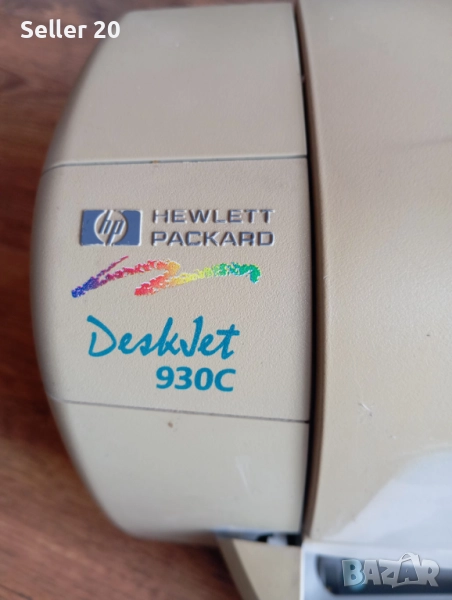 Seller 20
hp HEWLETT
PACKARD
DeskJet
930C
BAZAR